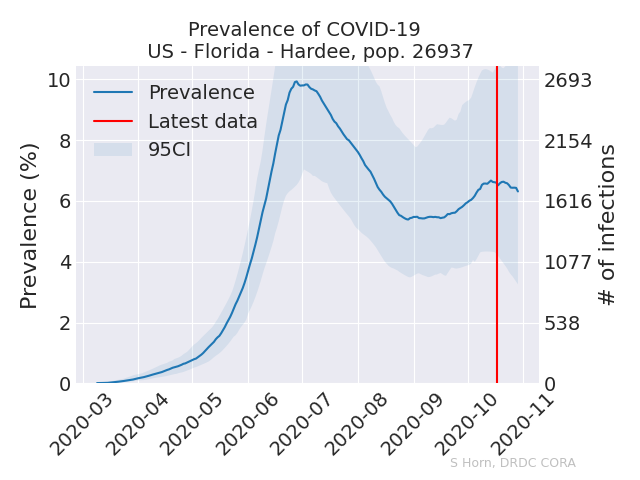 Prevalence of COVID-19
US - Florida - Hardee, pop. 26937
Prevalence
Latest data
95CI
Prevalence (%)
10
8
6
4
2
0
2693
2154
1616
1077
538
0
# of infections
2020-03
2020-04
2020-05
2020-06
2020-07
2020-08
2020-09
2020-10
2020-11
S Horn, DRDC CORA